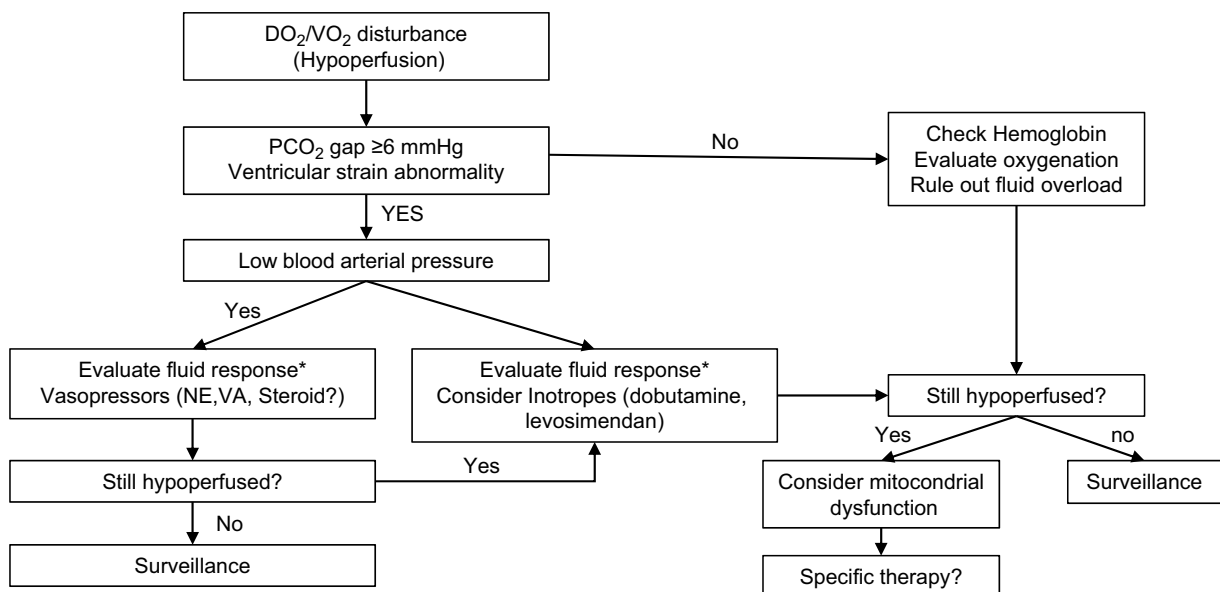 DO₂/VO₂ disturbance
(Hypoperfusion)
PCO₂ gap ≥6 mmHg
Ventricular strain abnormality
No
Check Hemoglobin
Evaluate oxygenation
Rule out fluid overload
YES
Low blood arterial pressure
Yes
Evaluate fluid response*
Vasopressors (NE,VA, Steroid?)
Evaluate fluid response*
Consider Inotropes (dobutamine,
levosimendan)
Still hypoperfused?
Yes
no
Still hypoperfused?
Yes
Consider mitocondrial
dysfunction
Surveillance
No
Surveillance
Specific therapy?